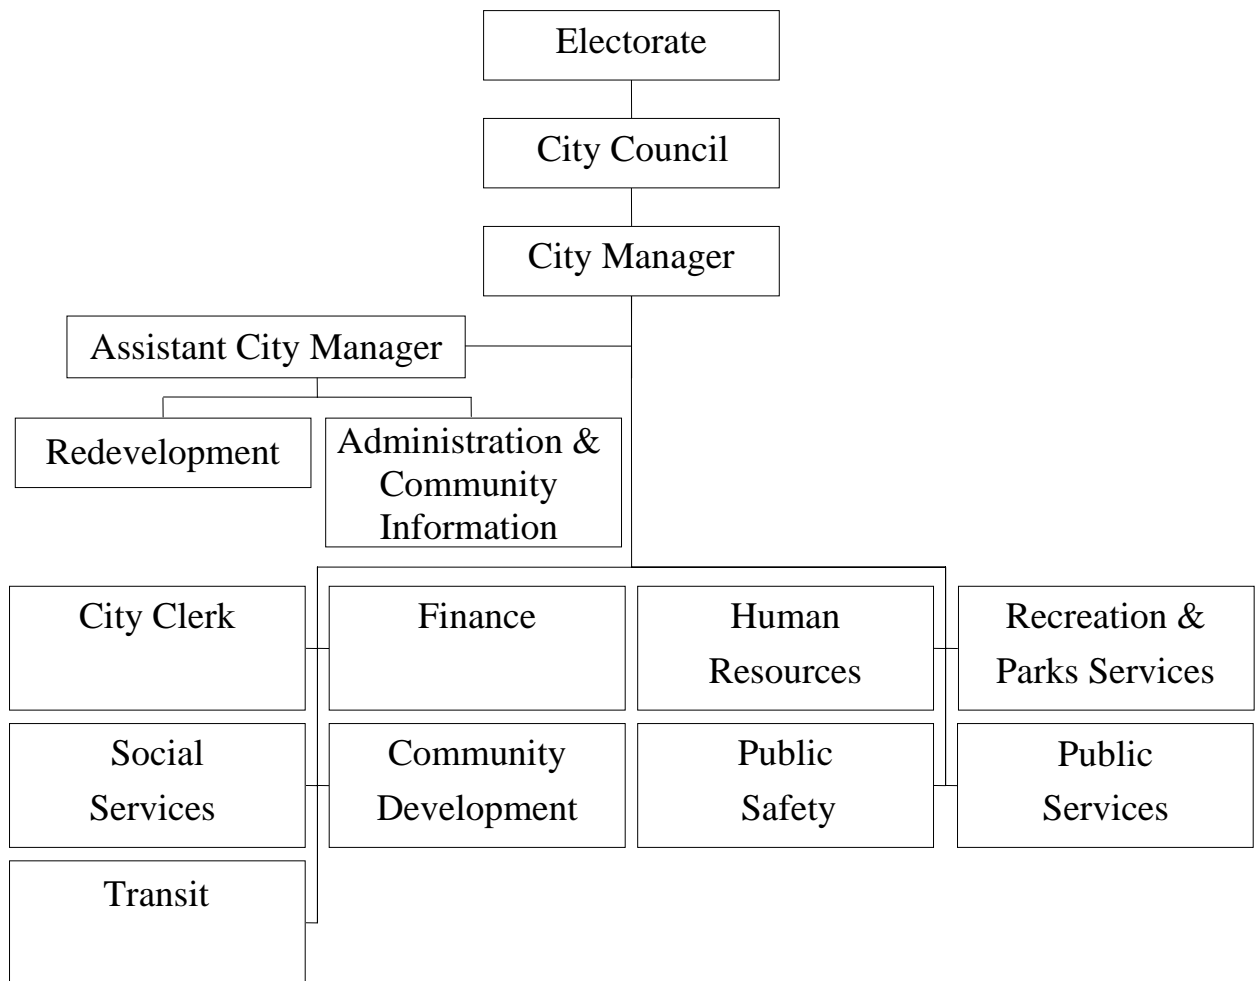 Electorate
City Council
City Manager
Assistant City Manager
Redevelopment
Administration &
Community
Information
City Clerk
Finance
Human
Resources
Recreation &
Parks Services
Social
Services
Community
Development
Public
Safety
Public
Services
Transit